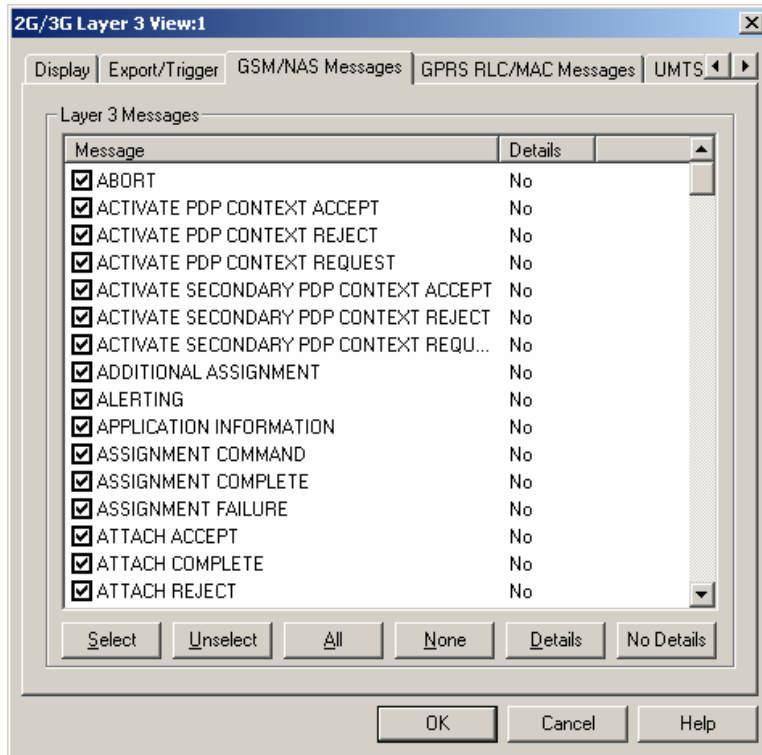 2G/3G Layer 3 View:1
Display Export/Trigger GSM/NAS Messages GPRS RLC/MAC Messages UMTS
Layer 3 Messages
Message Details
ABORT No
ACTIVATE PDP CONTEXT ACCEPT No
ACTIVATE PDP CONTEXT REJECT No
ACTIVATE PDP CONTEXT REQUEST No
ACTIVATE SECONDARY PDP CONTEXT ACCEPT No
ACTIVATE SECONDARY PDP CONTEXT REJECT No
ACTIVATE SECONDARY PDP CONTEXT REQU... No
ADDITIONAL ASSIGNMENT No
ALERTING No
APPLICATION INFORMATION No
ASSIGNMENT COMMAND No
ASSIGNMENT COMPLETE No
ASSIGNMENT FAILURE No
ATTACH ACCEPT No
ATTACH COMPLETE No
ATTACH REJECT No
Select Unselect All None Details No Details
OK Cancel Help